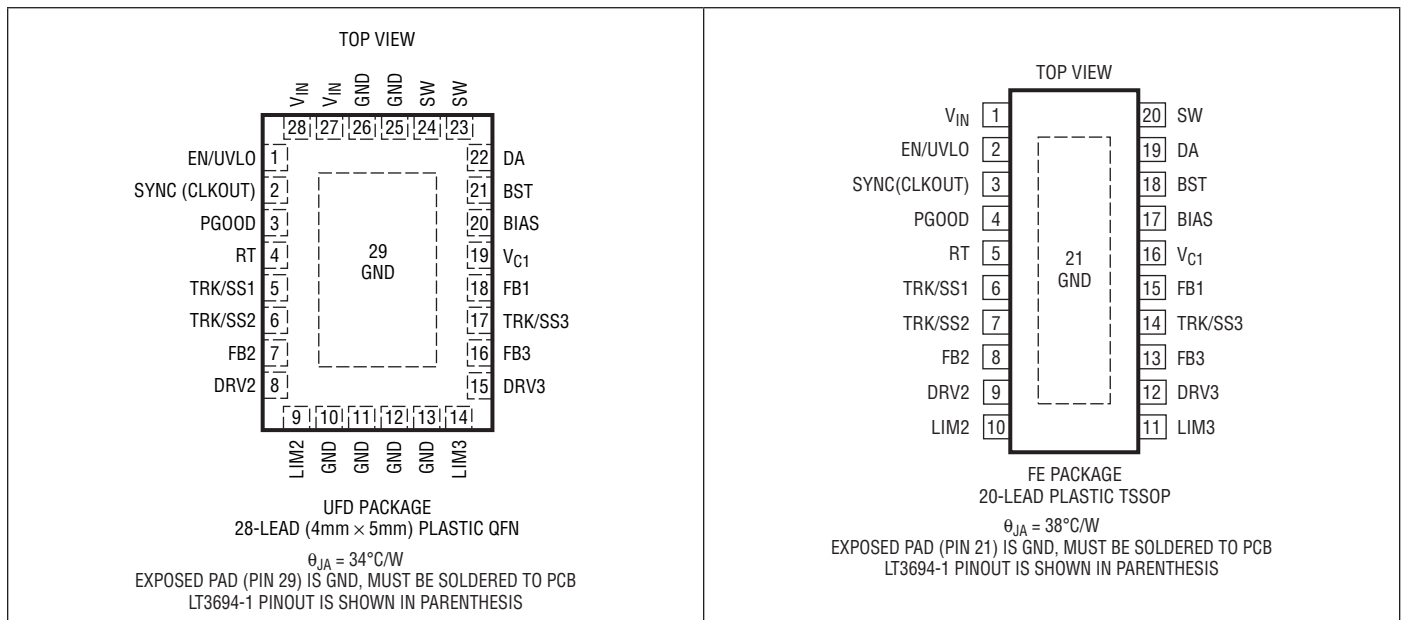 TOP VIEW
VIN
VIN
GND
GND
SW
SW
28 27 26 25 24 23
EN/UVLO 1
SYNC (CLKOUT) 2
PGOOD 3
RT 4
TRK/SS1 5
TRK/SS2 6
FB2 7
DRV2 8
22 DA
21 BST
20 BIAS
19 VC1
18 FB1
17 TRK/SS3
16 FB3
15 DRV3
29
GND
9 10 11 12 13 14
LIM2
GND
GND
GND
GND
LIM3
UFD PACKAGE
28-LEAD (4mm × 5mm) PLASTIC QFN
θJA = 34°C/W
EXPOSED PAD (PIN 29) IS GND, MUST BE SOLDERED TO PCB
LT3694-1 PINOUT IS SHOWN IN PARENTHESIS
TOP VIEW
VIN 1
EN/UVLO 2
SYNC(CLKOUT) 3
PGOOD 4
RT 5
TRK/SS1 6
TRK/SS2 7
FB2 8
DRV2 9
LIM2 10
20 SW
19 DA
18 BST
17 BIAS
16 VC1
15 FB1
14 TRK/SS3
13 FB3
12 DRV3
11 LIM3
21
GND
FE PACKAGE
20-LEAD PLASTIC TSSOP
θJA = 38°C/W
EXPOSED PAD (PIN 21) IS GND, MUST BE SOLDERED TO PCB
LT3694-1 PINOUT IS SHOWN IN PARENTHESIS